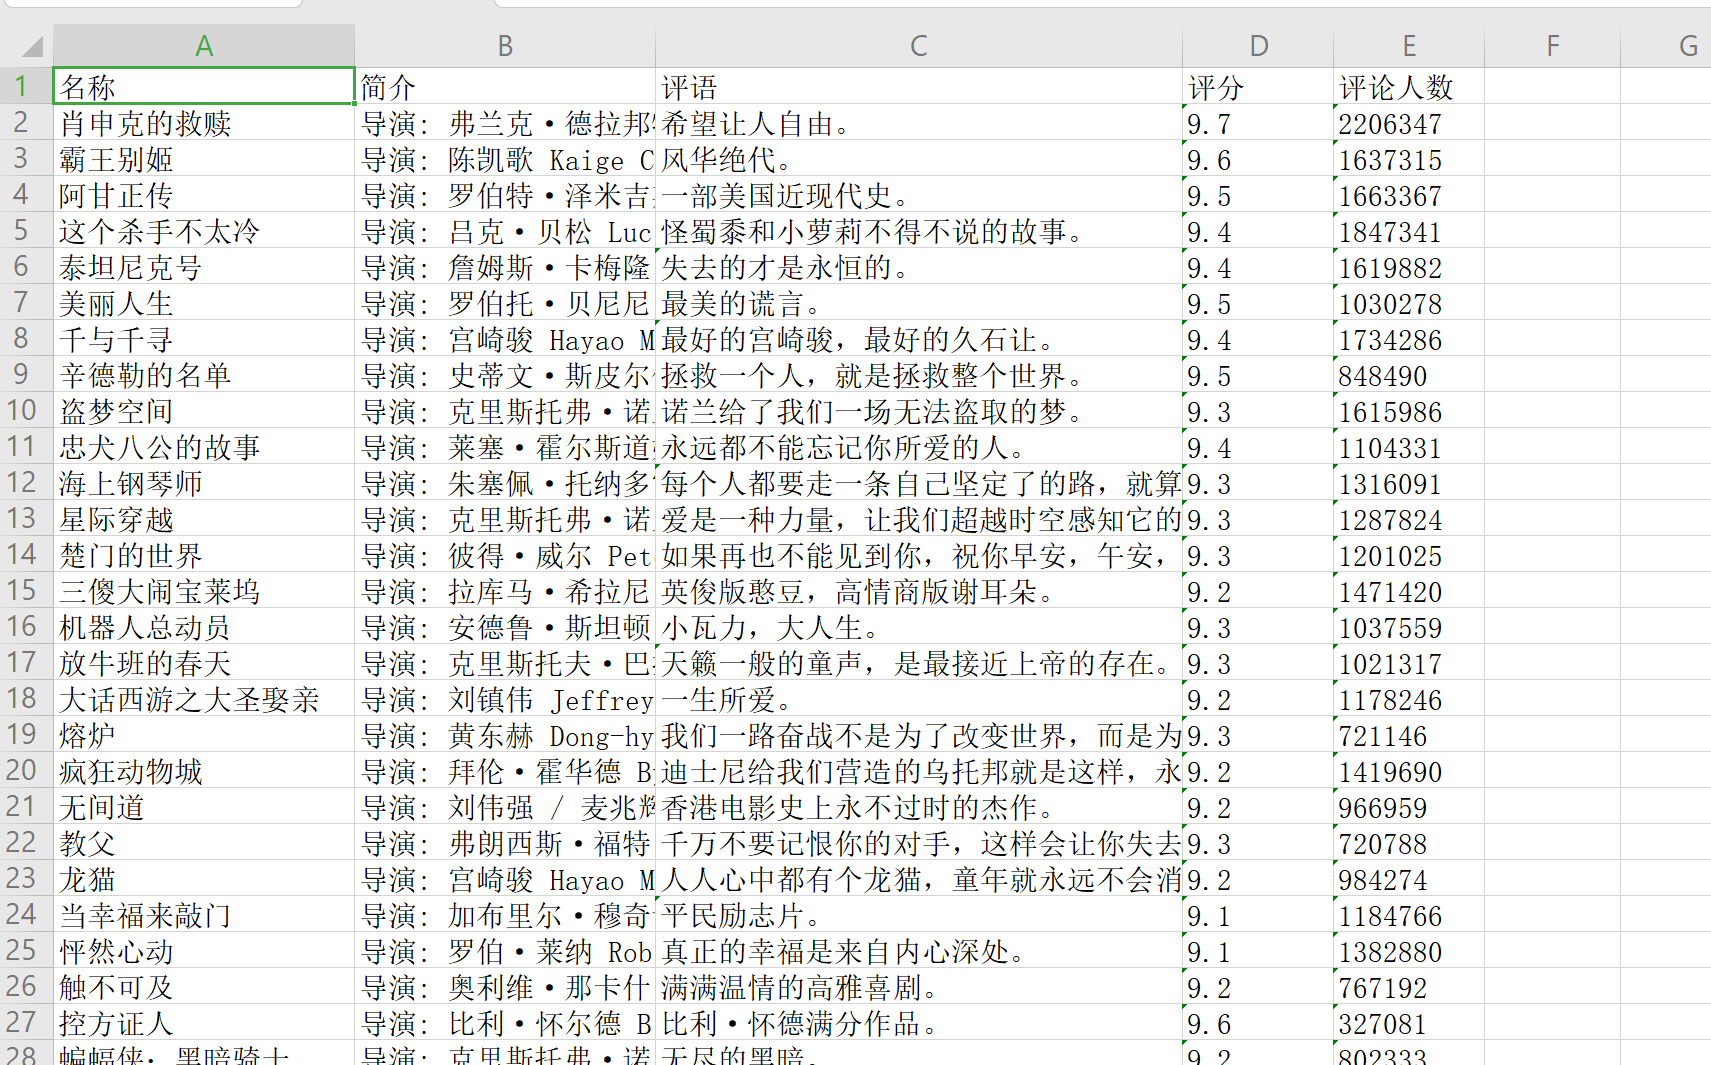 A B C D E F G
1 名称 简介 评语 评分 评论人数
2 肖申克的救赎 导演: 弗兰克·德拉邦 希望让人自由。 9.7 2206347
3 霸王别姬 导演: 陈凯歌 Kaige C 风华绝代。 9.6 1637315
4 阿甘正传 导演: 罗伯特·泽米吉 一部美国近现代史。 9.5 1663367
5 这个杀手不太冷 导演: 吕克·贝松 Luc 怪蜀黍和小萝莉不得不说的故事。 9.4 1847341
6 泰坦尼克号 导演: 詹姆斯·卡梅隆 失去的才是永恒的。 9.4 1619882
7 美丽人生 导演: 罗伯托·贝尼尼 最美的谎言。 9.5 1030278
8 千与千寻 导演: 宫崎骏 Hayao M 最好的宫崎骏，最好的久石让。 9.4 1734286
9 辛德勒的名单 导演: 史蒂文·斯皮尔 拯救一个人，就是拯救整个世界。 9.5 848490
10 盗梦空间 导演: 克里斯托弗·诺 诺兰给了我们一场无法盗取的梦。 9.3 1615986
11 忠犬八公的故事 导演: 莱塞·霍尔斯道 永远都不能忘记你所爱的人。 9.4 1104331
12 海上钢琴师 导演: 朱塞佩·托纳多 每个人都要走一条自己坚定了的路，就算 9.3 1316091
13 星际穿越 导演: 克里斯托弗·诺 爱是一种力量，让我们超越时空感知它的 9.3 1287824
14 楚门的世界 导演: 彼得·威尔 Pet 如果再也不能见到你，祝你早安，午安， 9.3 1201025
15 三傻大闹宝莱坞 导演: 拉库马·希拉尼 英俊版憨豆，高情商版谢耳朵。 9.2 1471420
16 机器人总动员 导演: 安德鲁·斯坦顿 小瓦力，大人生。 9.3 1037559
17 放牛班的春天 导演: 克里斯托夫·巴 天籁一般的童声，是最接近上帝的存在。 9.3 1021317
18 大话西游之大圣娶亲 导演: 刘镇伟 Jeffrey 一生所爱。 9.2 1178246
19 熔炉 导演: 黄东赫 Dong-hy 我们一路奋战不是为了改变世界，而是为 9.3 721146
20 疯狂动物城 导演: 拜伦·霍华德 B 迪士尼给我们营造的乌托邦就是这样，永 9.2 1419690
21 无间道 导演: 刘伟强 / 麦兆辉 香港电影史上永不过时的杰作。 9.2 966959
22 教父 导演: 弗朗西斯·福特 千万不要记恨你的对手，这样会让你失去 9.3 720788
23 龙猫 导演: 宫崎骏 Hayao M 人人心中都有个龙猫，童年就永远不会消 9.2 984274
24 当幸福来敲门 导演: 加布里尔·穆奇 平民励志片。 9.1 1184766
25 怦然心动 导演: 罗伯·莱纳 Rob 真正的幸福是来自内心深处。 9.1 1382880
26 触不可及 导演: 奥利维·那卡什 满满温情的高雅喜剧。 9.2 767192
27 控方证人 导演: 比利·怀尔德 B 比利·怀德满分作品。 9.6 327081
28 蝙蝠侠：黑暗骑士 导演: 克里斯托弗·诺 无尽的黑暗。 9.2 802333